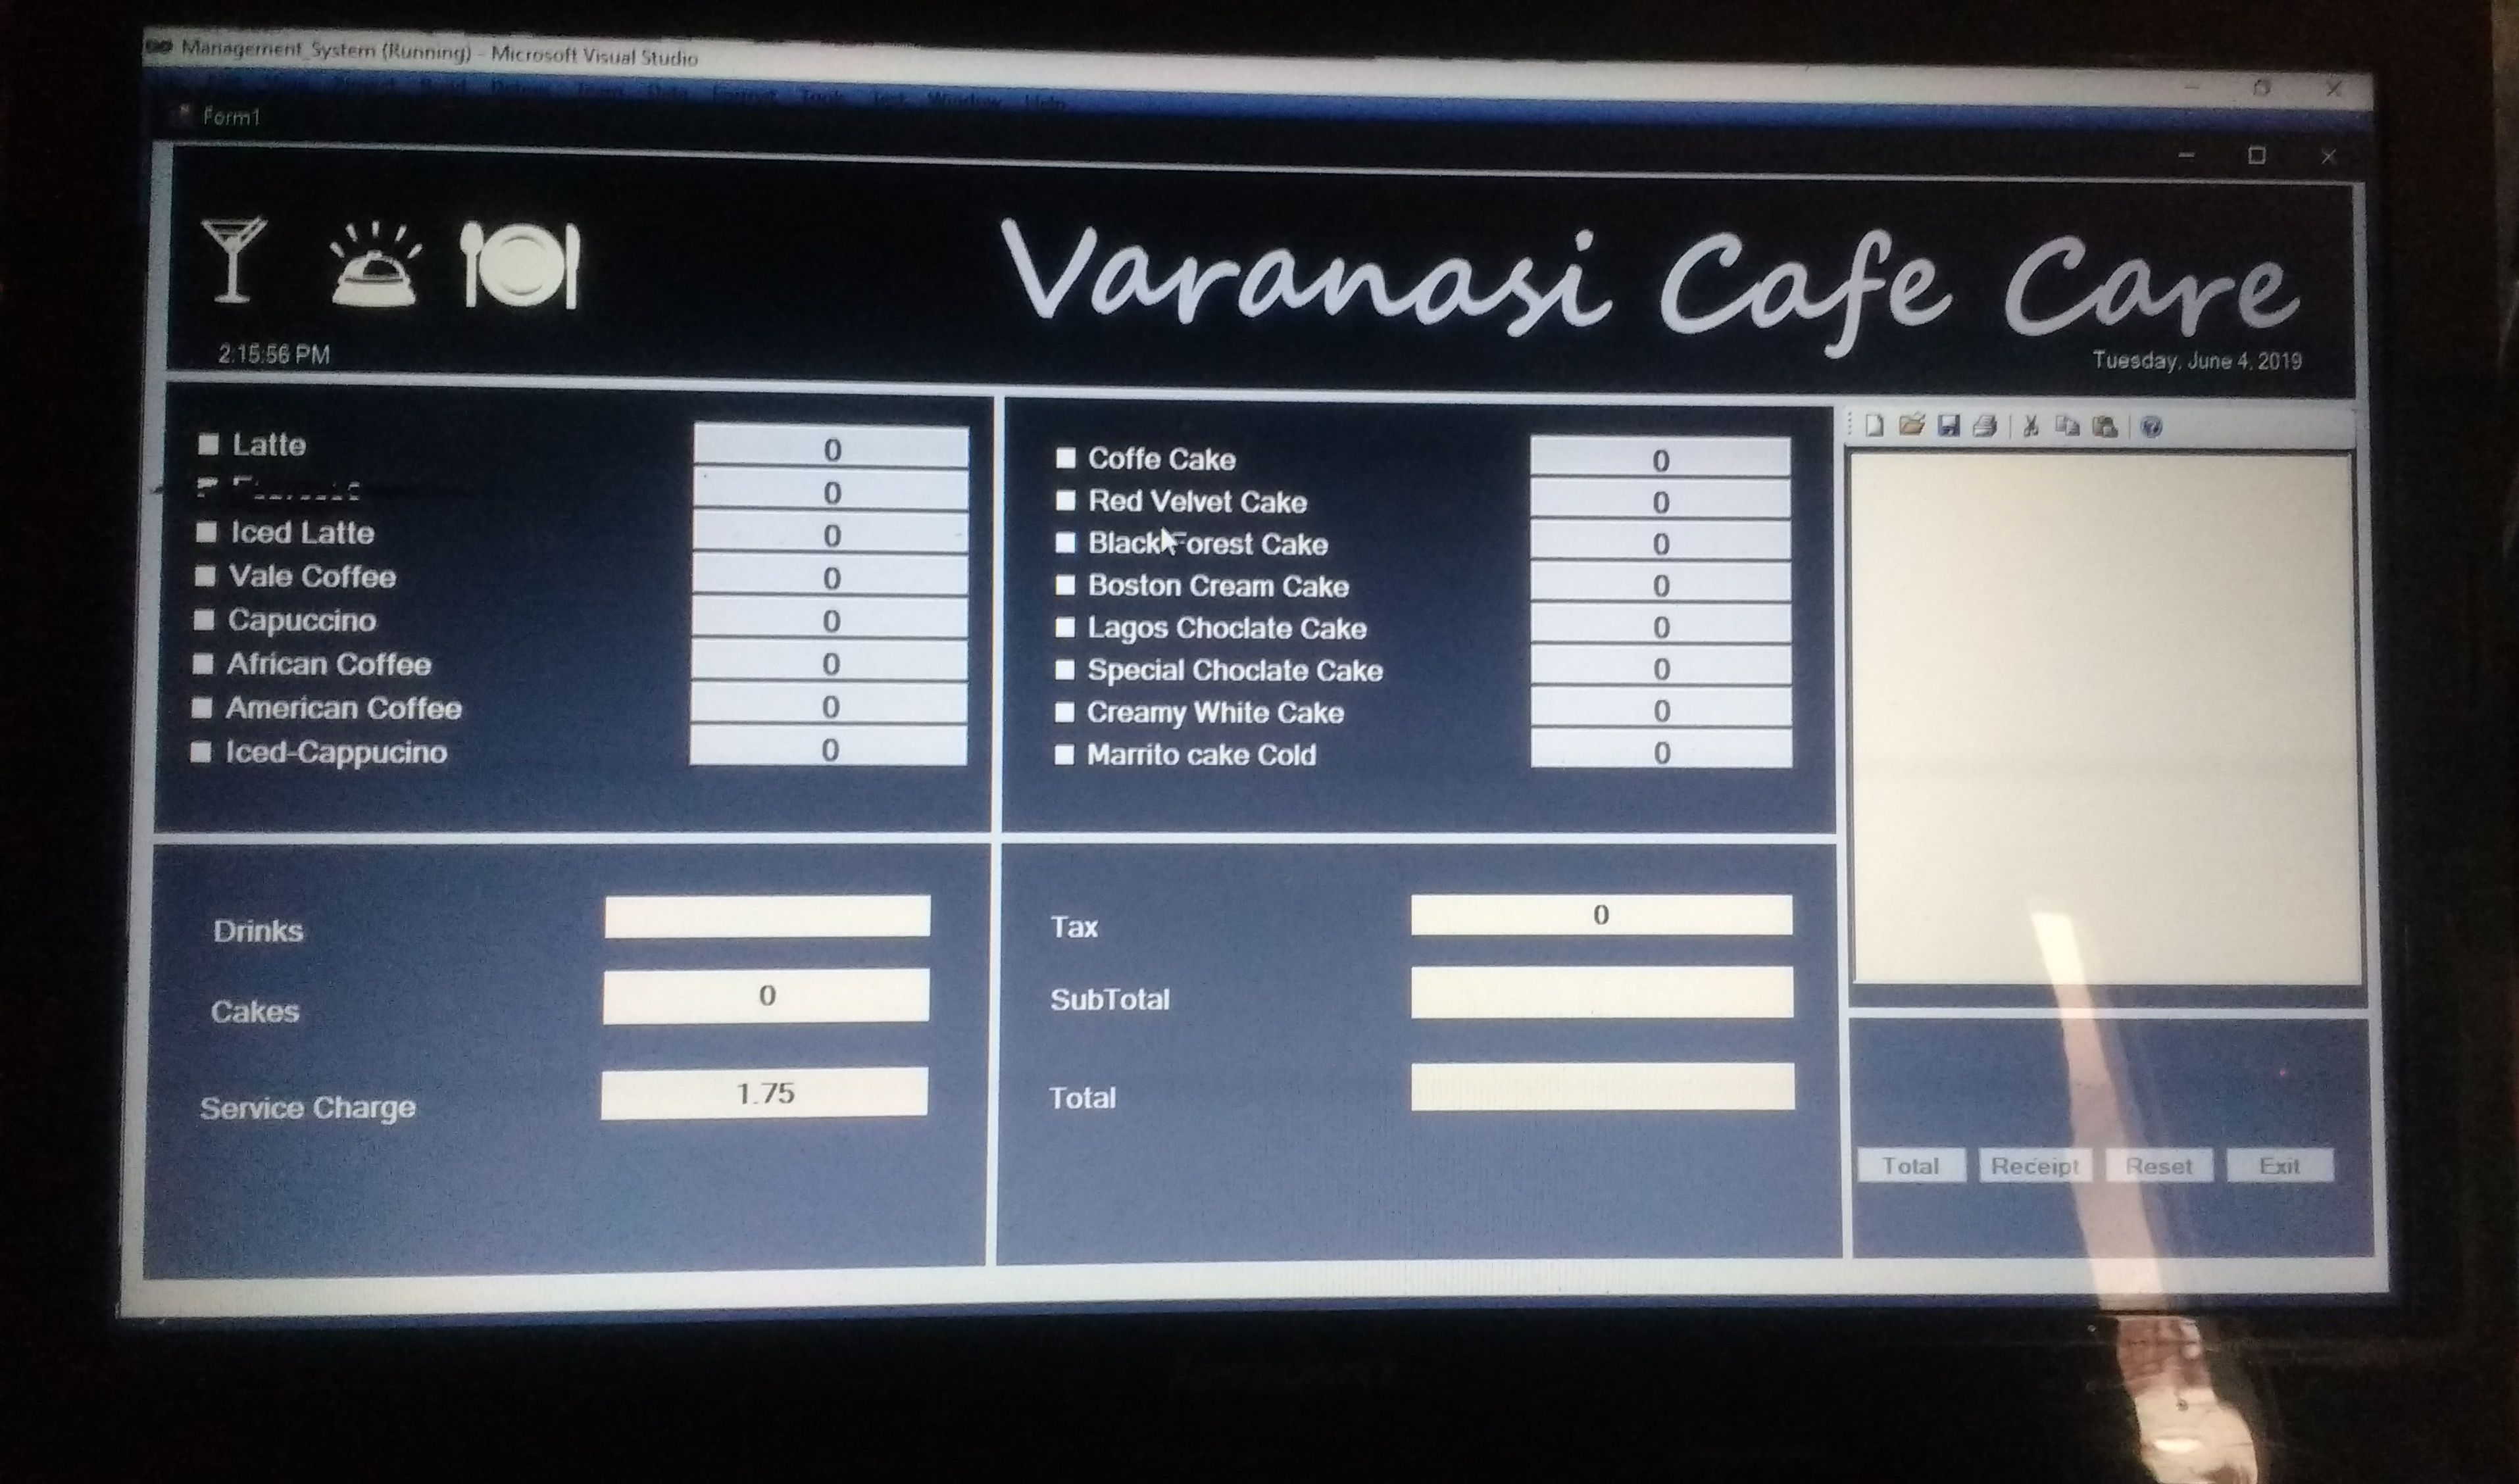 Management_System (Running) - Microsoft Visual Studio
Window Help
Form1
Varanasi Cafe Care
2:15:56 PM
Tuesday, June 4, 2019
Latte 0
0
Iced Latte 0
Vale Coffee 0
Capuccino 0
African Coffee 0
American Coffee 0
Iced-Cappucino 0
Coffe Cake 0
Red Velvet Cake 0
Black Forest Cake 0
Boston Cream Cake 0
Lagos Choclate Cake 0
Special Choclate Cake 0
Creamy White Cake 0
Marrito cake Cold 0
Drinks
Cakes 0
Service Charge 1.75
Tax 0
SubTotal
Total
Total Receipt Reset Exit